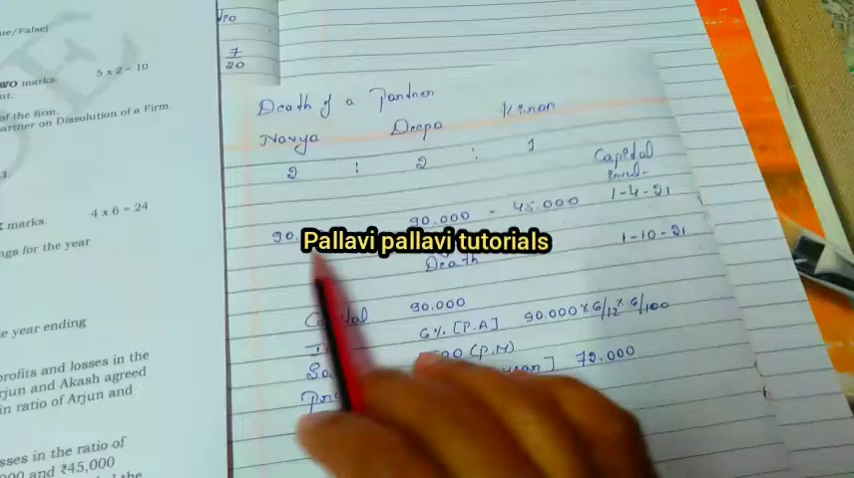 ue/False)
WO marks. 5 x 2 = 10
nt.
of the firm.
artner on Dissolution of a Firm
marks. 4 x 6 = 24
ngs for the year
e year ending
profits and losses in the
rjun and Akash agreed
in ratio of Arjun and
sses in the ratio of
000 and ₹45,000
7/20
Death of a Partner
Navya Deepa Kiran
2 : 2 : 1
Capital
90. 90.000 - 45.000 1-4-21
Pallavi pallavi tutorials
1-10-21
Death
90.000
6% [P.A] 90.000 x 6/12 x 6/100
(P.M)
72.000